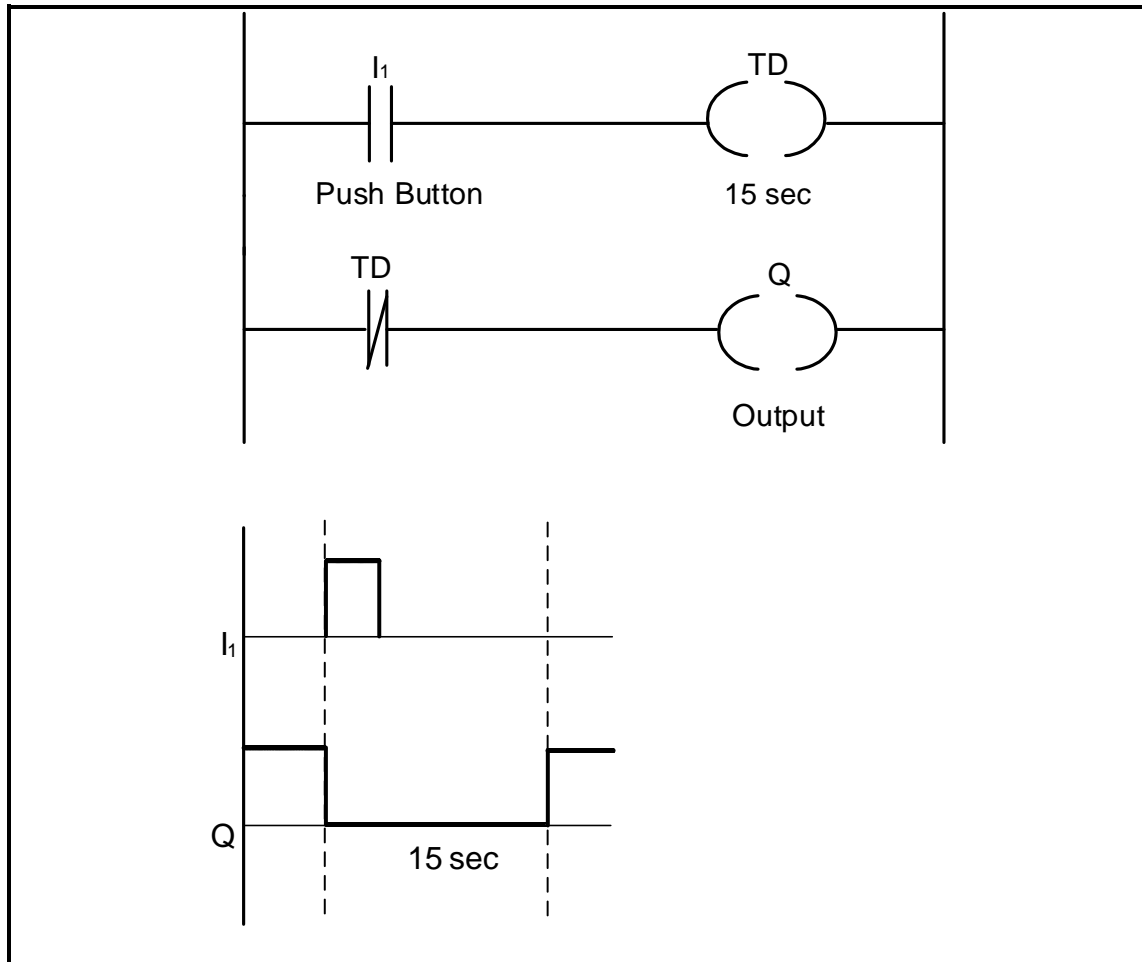 I₁ TD
Push Button 15 sec
TD Q
Output
I₁
Q
15 sec